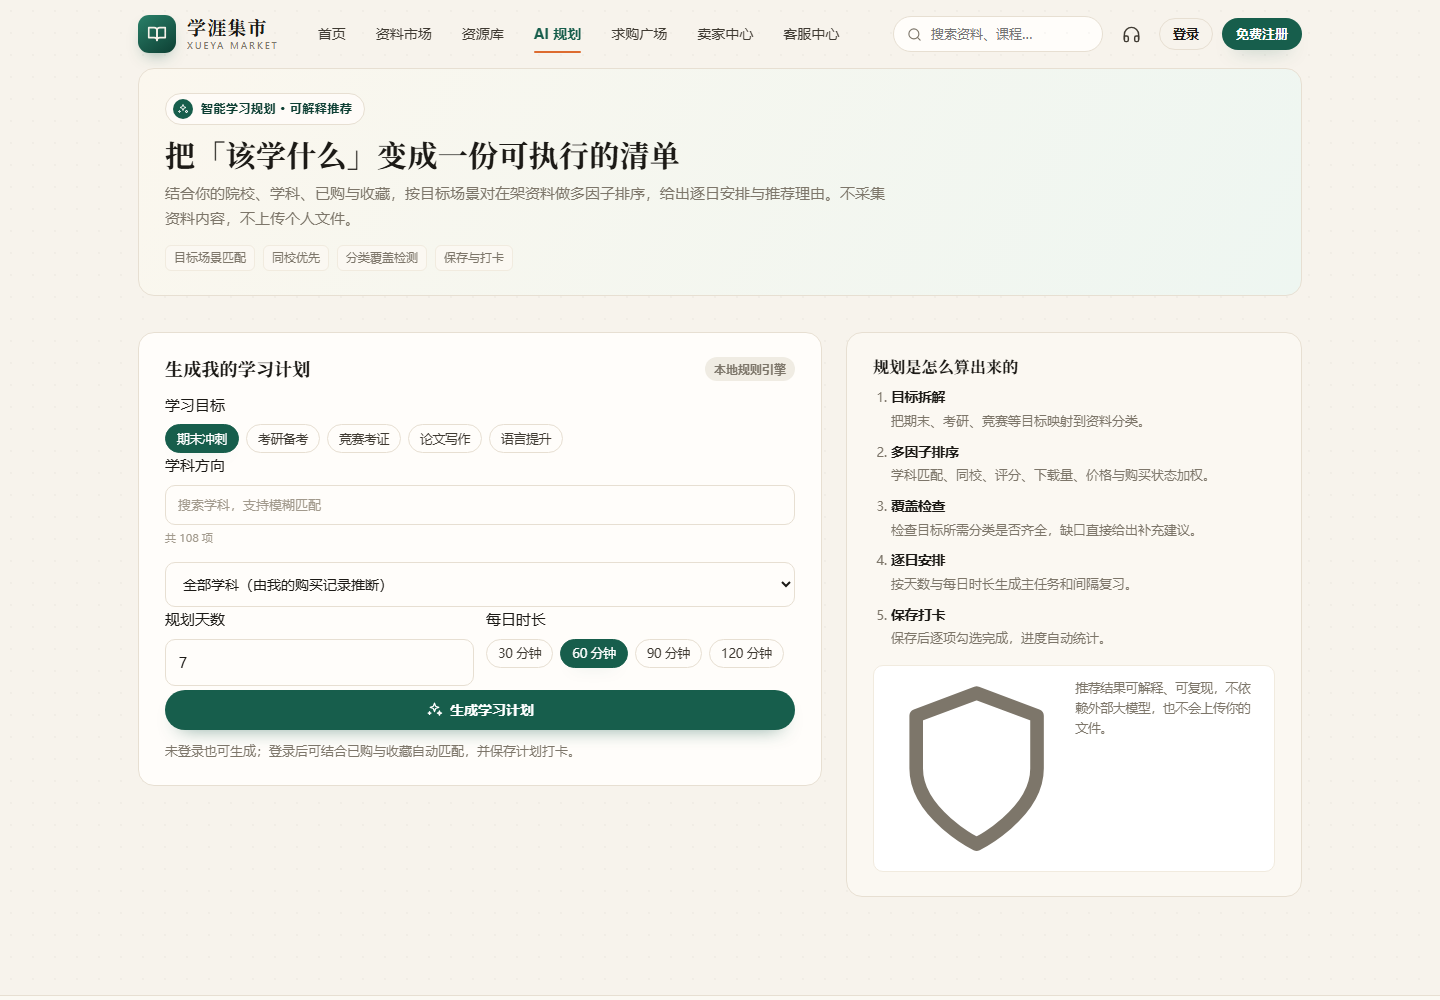 学涯集市
XUEYA MARKET
首页
资料市场
资源库
AI 规划
求购广场
卖家中心
客服中心
搜索资料、课程...
登录
免费注册
智能学习规划 · 可解释推荐
把「该学什么」变成一份可执行的清单
结合你的院校、学科、已购与收藏，按目标场景对在架资料做多因子排序，给出逐日安排与推荐理由。不采集
资料内容，不上传个人文件。
目标场景匹配
同校优先
分类覆盖检测
保存与打卡
生成我的学习计划
本地规则引擎
学习目标
期末冲刺
考研备考
竞赛考证
论文写作
语言提升
学科方向
搜索学科，支持模糊匹配
共 108 项
全部学科（由我的购买记录推断）
规划天数
每日时长
7
30 分钟
60 分钟
90 分钟
120 分钟
生成学习计划
未登录也可生成；登录后可结合已购与收藏自动匹配，并保存计划打卡。
规划是怎么算出来的
1. 目标拆解
把期末、考研、竞赛等目标映射到资料分类。
2. 多因子排序
学科匹配、同校、评分、下载量、价格与购买状态加权。
3. 覆盖检查
检查目标所需分类是否齐全，缺口直接给出补充建议。
4. 逐日安排
按天数与每日时长生成主任务和间隔复习。
5. 保存打卡
保存后逐项勾选完成，进度自动统计。
推荐结果可解释、可复现，不依
赖外部大模型，也不会上传你的
文件。